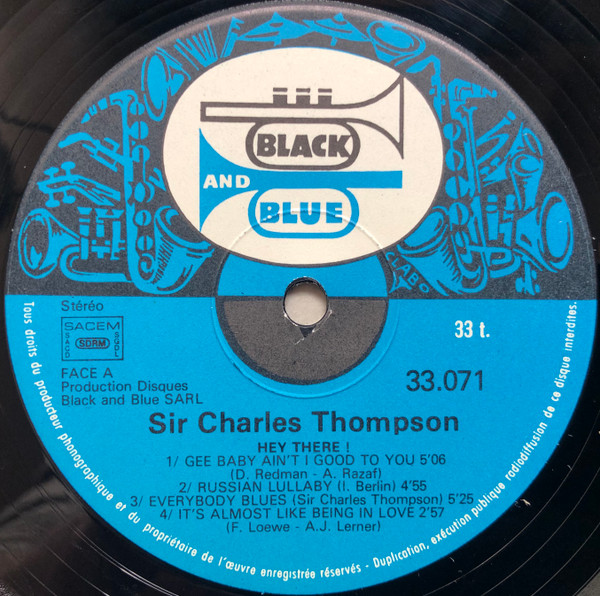 BLACK
AND
BLUE
CLABO
Stéréo
SACEM
SACD SDRM SGDL
33 t.
FACE A
Production Disques
Black and Blue SARL
33.071
Sir Charles Thompson
HEY THERE !
1/ GEE BABY AIN'T I GOOD TO YOU 5'06
(D. Redman - A. Razaf)
2/ RUSSIAN LULLABY (I. Berlin) 4'55
3/ EVERYBODY BLUES (Sir Charles Thompson) 5'25
4/ IT'S ALMOST LIKE BEING IN LOVE 2'57
(F. Loewe - A.J. Lerner)
Tous droits du producteur phonographique et du propriétaire de l'œuvre enregistrée réservés - Duplication, exécution publique radiodiffusion de ce disque interdites.